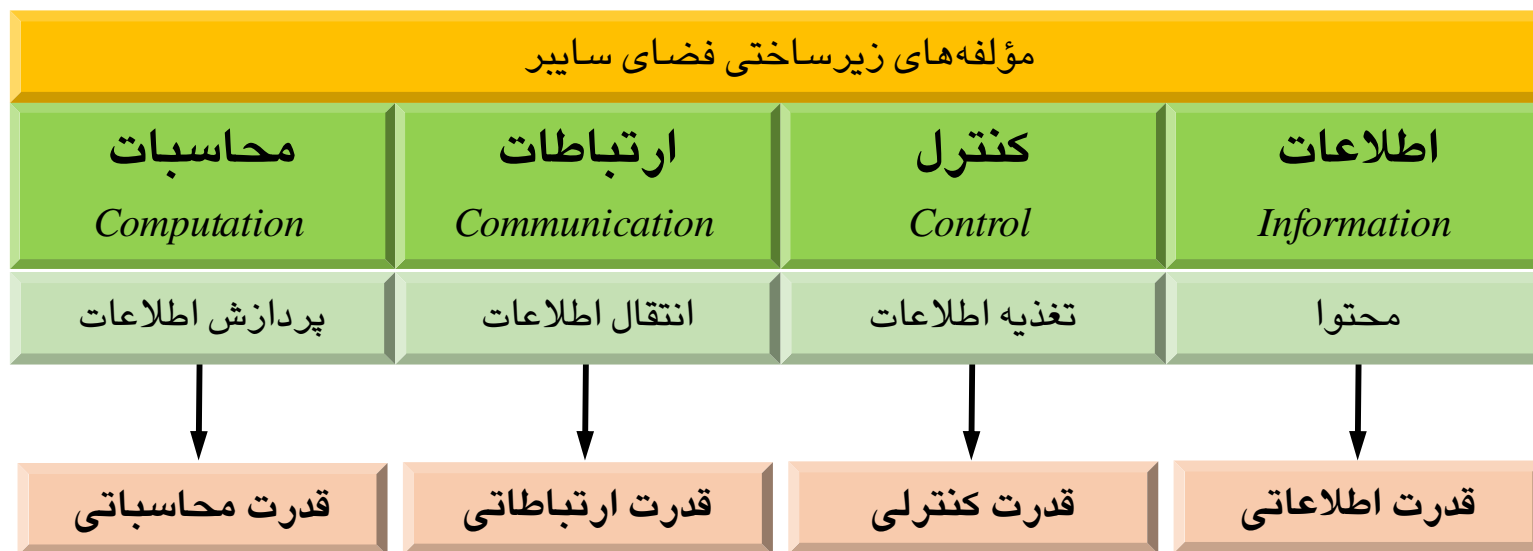 مؤلفه‌های زیرساختی فضای سایبر
اطلاعات کنترل ارتباطات محاسبات
Information Control Communication Computation
محتوا تغذیه اطلاعات انتقال اطلاعات پردازش اطلاعات
قدرت اطلاعاتی قدرت کنترلی قدرت ارتباطاتی قدرت محاسباتی